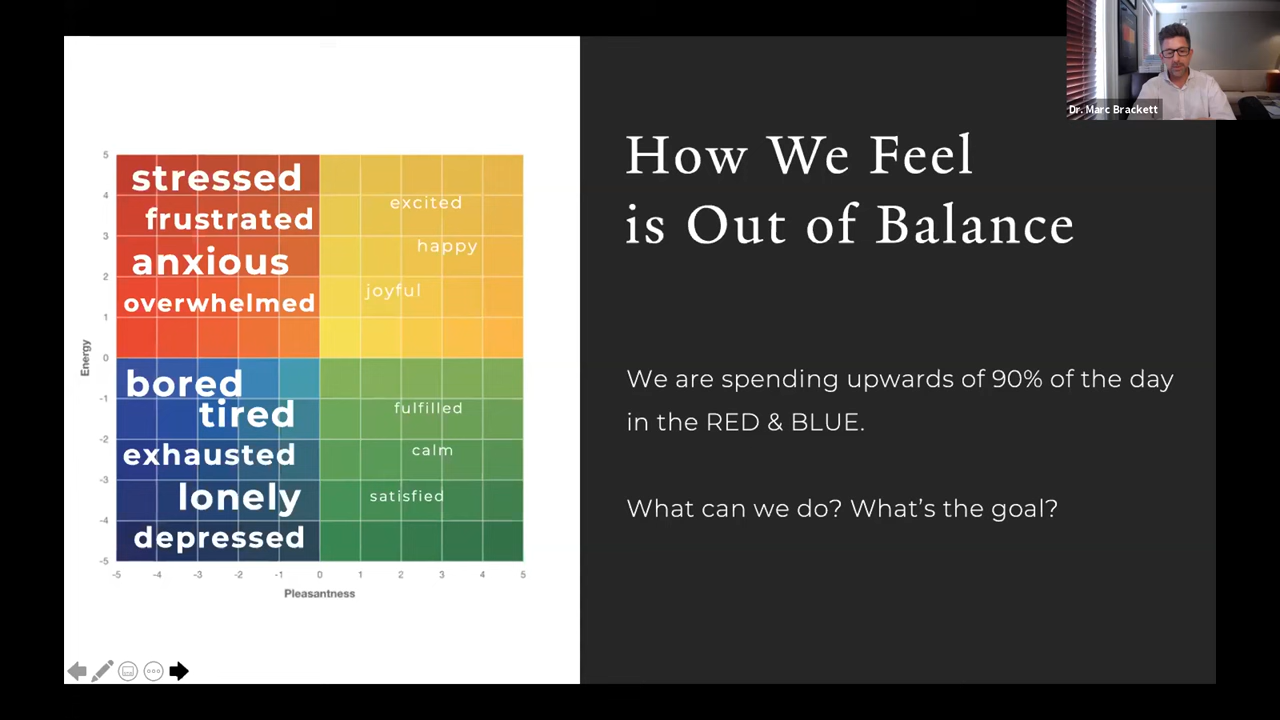 Dr. Marc Brackett
How We Feel
is Out of Balance
We are spending upwards of 90% of the day
in the RED & BLUE.
What can we do? What's the goal?
Energy
5
4
3
2
1
0
-1
-2
-3
-4
-5
stressed
frustrated
anxious
overwhelmed
excited
happy
joyful
bored
tired
exhausted
lonely
depressed
fulfilled
calm
satisfied
-5 -4 -3 -2 -1 0 1 2 3 4 5
Pleasantness